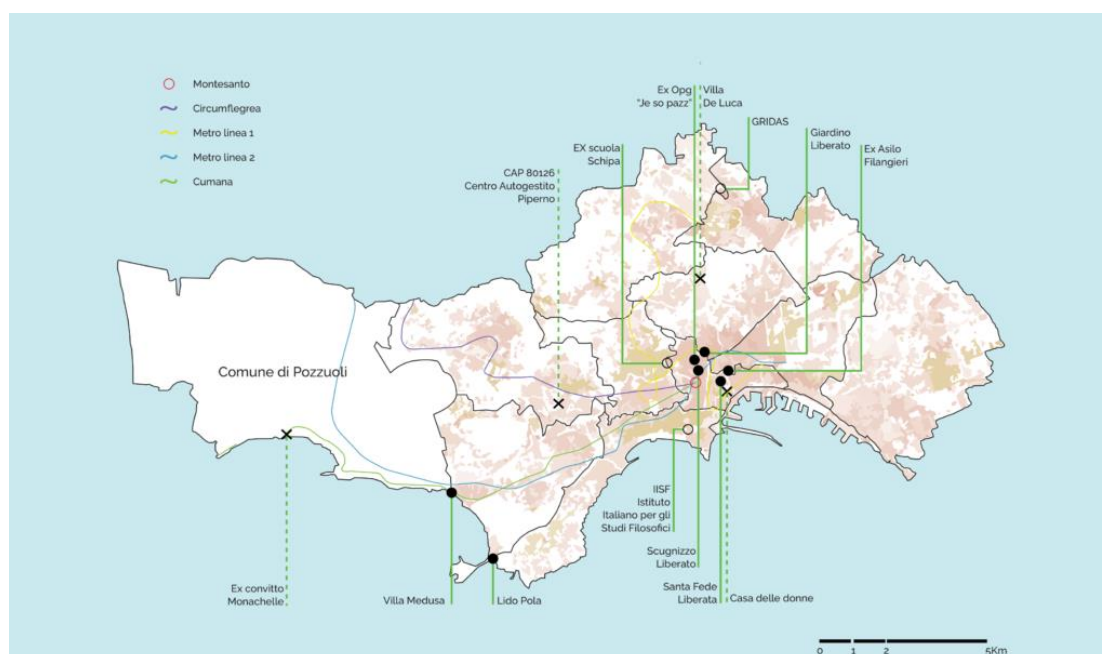 Montesanto
Circumflegrea
Metro linea 1
Metro linea 2
Cumana
CAP 80126
Centro Autogestito
Piperno
EX scuola
Schipa
Ex Opg
"Je so pazz"
Villa
De Luca
GRIDAS
Giardino
Liberato
Ex Asilo
Filangieri
Comune di Pozzuoli
Ex convitto
Monachelle
Villa Medusa
Lido Pola
IISF
Istituto
Italiano per gli
Studi Filosofici
Scugnizzo
Liberato
Santa Fede
Liberata
Casa delle donne
0 1 2 5Km